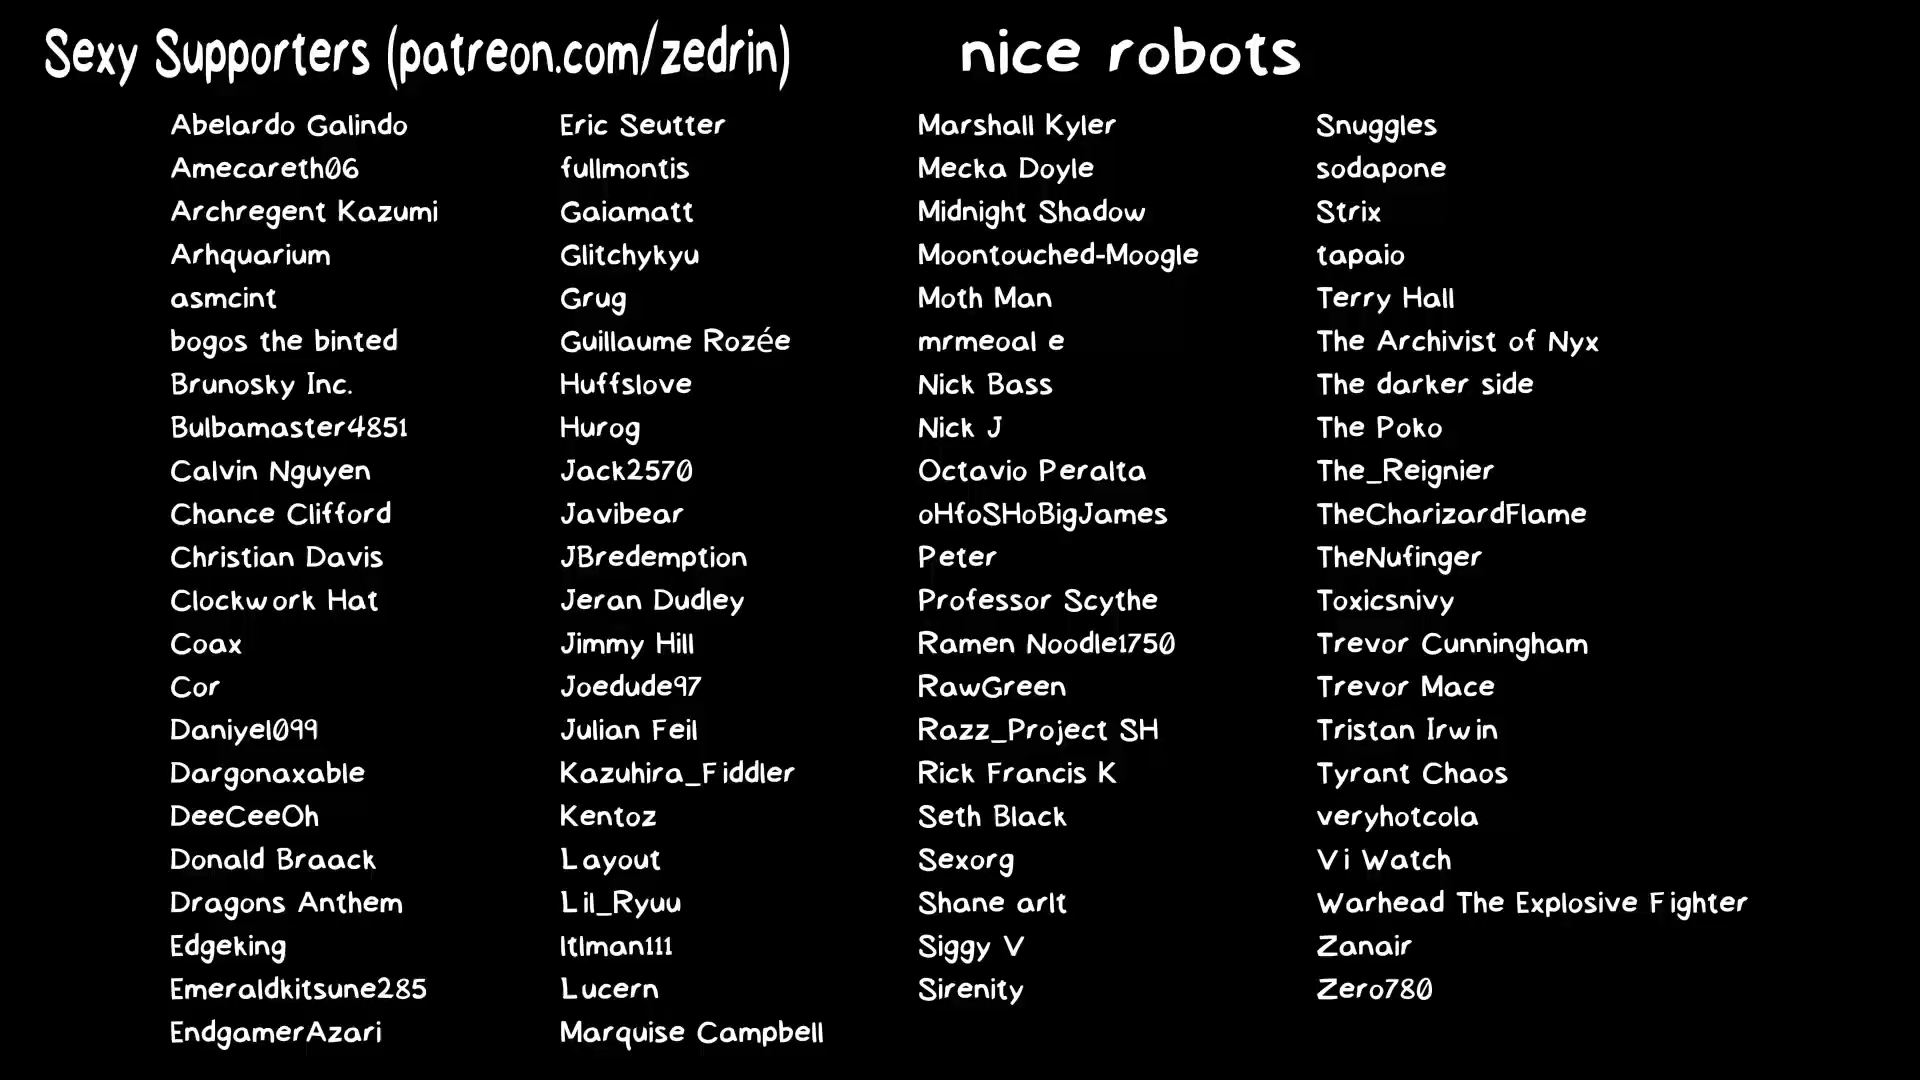 Sexy Supporters (patreon.com/zedrin)
nice robots
Abelardo Galindo
Amecareth06
Archregent Kazumi
Arhquarium
asmcint
bogos the binted
Brunosky Inc.
Bulbamaster4851
Calvin Nguyen
Chance Clifford
Christian Davis
Clockwork Hat
Coax
Cor
Daniyel099
Dargonaxable
DeeCeeOh
Donald Braack
Dragons Anthem
Edgeking
Emeraldkitsune285
EndgamerAzari
Eric Seutter
fullmontis
Gaiamatt
Glitchykyu
Grug
Guillaume Rozée
Huffslove
Hurog
Jack2570
Javibear
JBredemption
Jeran Dudley
Jimmy Hill
Joedude97
Julian Feil
Kazuhira_Fiddler
Kentoz
Layout
Lil_Ryuu
ltlman111
Lucern
Marquise Campbell
Marshall Kyler
Mecka Doyle
Midnight Shadow
Moontouched-Moogle
Moth Man
mrmeoal e
Nick Bass
Nick J
Octavio Peralta
oHfoSHoBigJames
Peter
Professor Scythe
Ramen Noodle1750
RawGreen
Razz_Project SH
Rick Francis K
Seth Black
Sexorg
Shane arlt
Siggy V
Sirenity
Snuggles
sodapone
Strix
tapaio
Terry Hall
The Archivist of Nyx
The darker side
The Poko
The_Reignier
TheCharizardFlame
TheNufinger
Toxicsnivy
Trevor Cunningham
Trevor Mace
Tristan Irwin
Tyrant Chaos
veryhotcola
Vi Watch
Warhead The Explosive Fighter
Zanair
Zero780